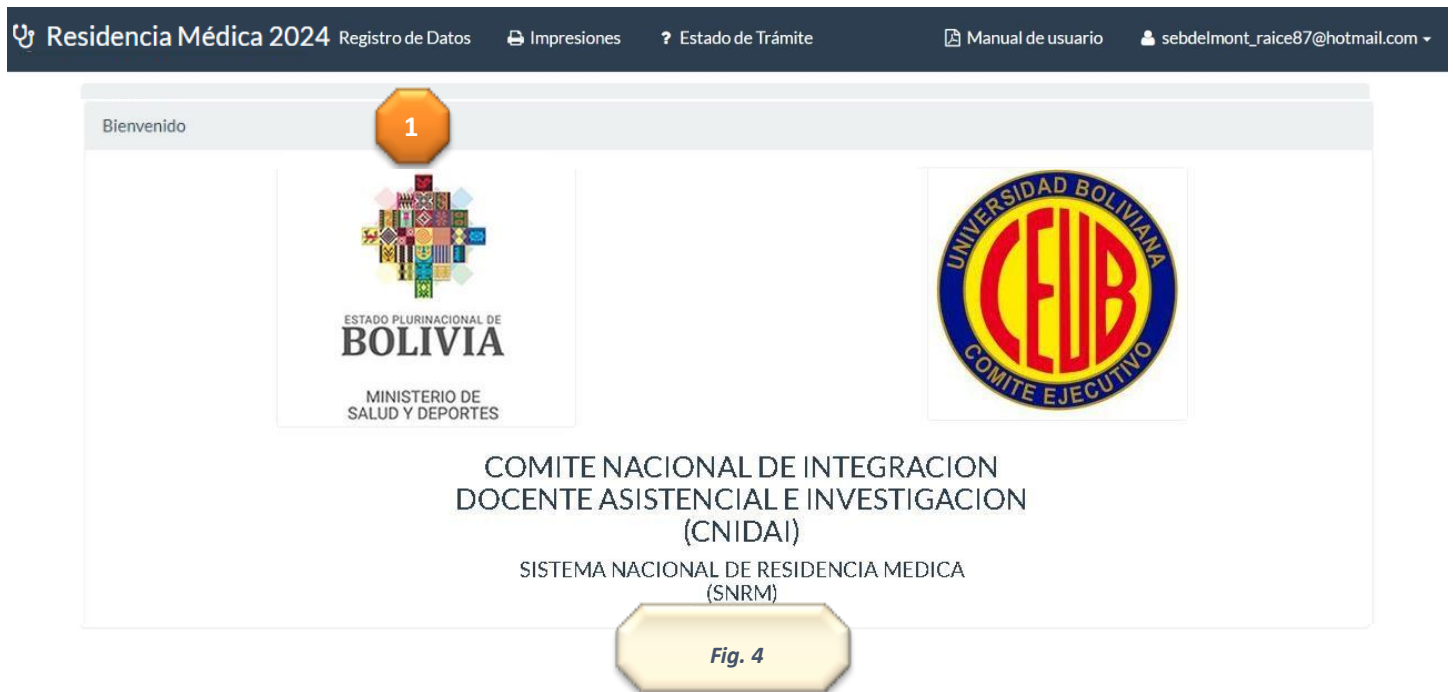 Residencia Médica 2024 Registro de Datos Impresiones ? Estado de Trámite Manual de usuario sebdelmont_raice87@hotmail.com
Bienvenido
1
ESTADO PLURINACIONAL DE
BOLIVIA
MINISTERIO DE
SALUD Y DEPORTES
UNIVERSIDAD BOLIVIANA
CEUB
COMITE EJECUTIVO
COMITE NACIONAL DE INTEGRACION
DOCENTE ASISTENCIAL E INVESTIGACION
(CNIDAI)
SISTEMA NACIONAL DE RESIDENCIA MEDICA
(SNRM)
Fig. 4